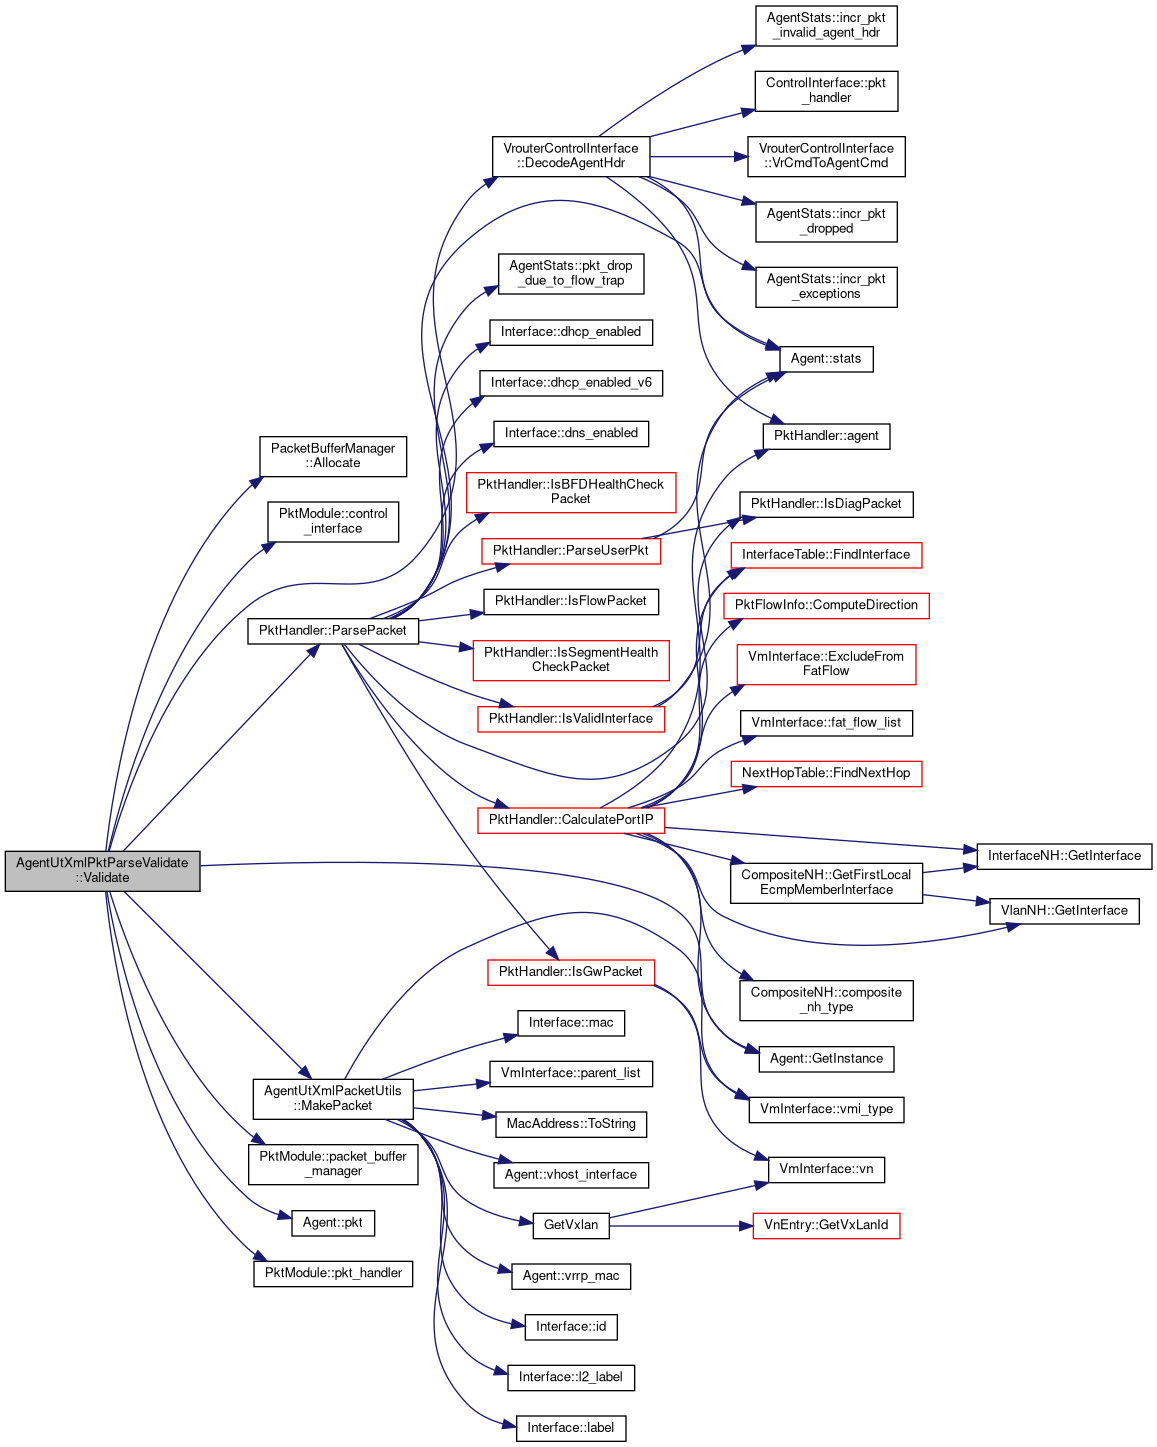 AgentStats::incr_pkt
_invalid_agent_hdr
ControlInterface::pkt
_handler
VrouterControlInterface
::DecodeAgentHdr
VrouterControlInterface
::VrCmdToAgentCmd
AgentStats::incr_pkt
_dropped
AgentStats::pkt_drop
_due_to_flow_trap
AgentStats::incr_pkt
_exceptions
Interface::dhcp_enabled
Agent::stats
Interface::dhcp_enabled_v6
Interface::dns_enabled
PktHandler::agent
PacketBufferManager
::Allocate
PktHandler::IsBFDHealthCheck
Packet
PktHandler::IsDiagPacket
PktModule::control
_interface
PktHandler::ParseUserPkt
InterfaceTable::FindInterface
PktHandler::IsFlowPacket
PktFlowInfo::ComputeDirection
PktHandler::ParsePacket
PktHandler::IsSegmentHealth
CheckPacket
VmInterface::ExcludeFrom
FatFlow
PktHandler::IsValidInterface
VmInterface::fat_flow_list
NextHopTable::FindNextHop
PktHandler::CalculatePortIP
InterfaceNH::GetInterface
AgentUtXmlPktParseValidate
::Validate
CompositeNH::GetFirstLocal
EcmpMemberInterface
VlanNH::GetInterface
PktHandler::IsGwPacket
CompositeNH::composite
_nh_type
Interface::mac
Agent::GetInstance
VmInterface::parent_list
AgentUtXmlPacketUtils
::MakePacket
VmInterface::vmi_type
MacAddress::ToString
PktModule::packet_buffer
_manager
Agent::vhost_interface
VmInterface::vn
Agent::pkt
GetVxlan
VnEntry::GetVxLanId
PktModule::pkt_handler
Agent::vrrp_mac
Interface::id
Interface::l2_label
Interface::label